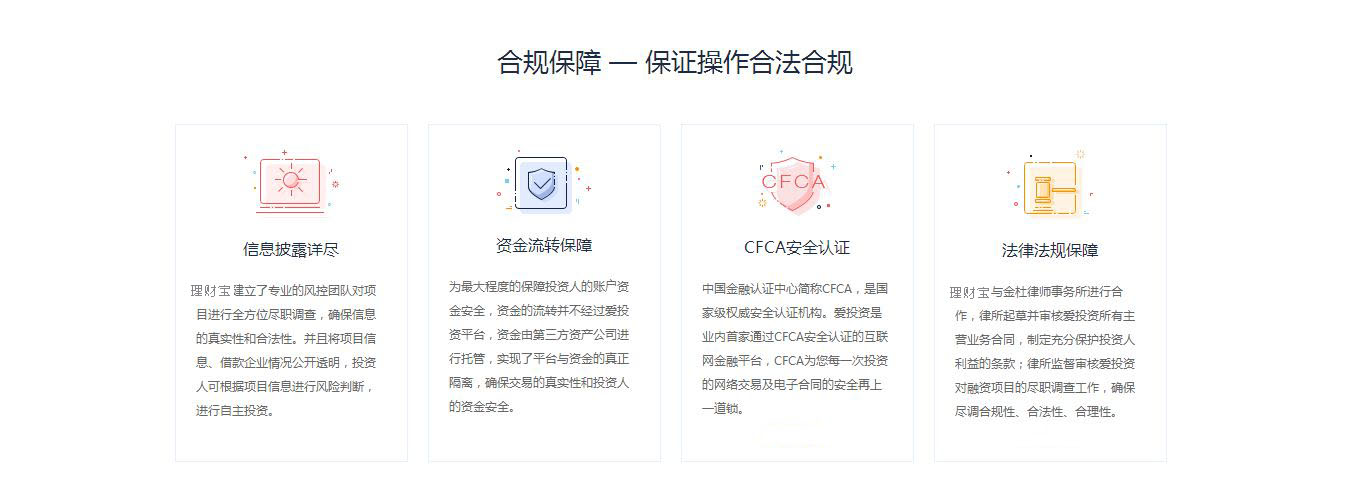 合规保障 — 保证操作合法合规
CFCA
信息披露详尽
理财宝建立了专业的风控团队对项
目进行全方位尽职调查，确保信息
的真实性和合法性。并且将项目信
息、借款企业情况公开透明，投资
人可根据项目信息进行风险判断，
进行自主投资。
资金流转保障
为最大程度的保障投资人的账户资
金安全，资金的流转并不经过爱投
资平台，资金由第三方资产公司进
行托管，实现了平台与资金的真正
隔离，确保交易的真实性和投资人
的资金安全。
CFCA安全认证
中国金融认证中心简称CFCA，是国
家级权威安全认证机构。爱投资是
业内首家通过CFCA安全认证的互联
网金融平台，CFCA为您每一次投资
的网络交易及电子合同的安全再上
一道锁。
法律法规保障
理财宝与金杜律师事务所进行合
作，律所起草并审核爱投资所有主
营业务合同，制定充分保护投资人
利益的条款；律所监督审核爱投资
对融资项目的尽职调查工作，确保
尽调合规性、合法性、合理性。